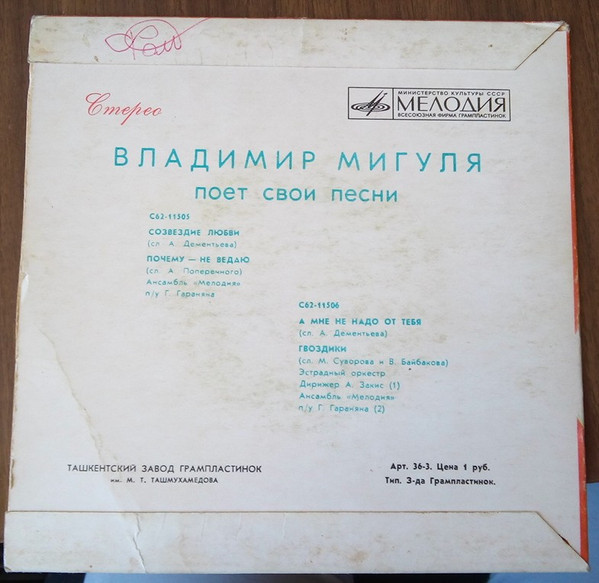 Стерео
МИНИСТЕРСТВО КУЛЬТУРЫ СССР
МЕЛОДИЯ
ВСЕСОЮЗНАЯ ФИРМА ГРАМПЛАСТИНОК
ВЛАДИМИР МИГУЛЯ
ПОЕТ СВОИ ПЕСНИ
С62-11505
СОЗВЕЗДИЕ ЛЮБВИ
(сл. А. Дементьева)
ПОЧЕМУ — НЕ ВЕДАЮ
(сл. А. Поперечного)
Ансамбль «Мелодия»
п/у Г. Гараняна
С62-11506
А МНЕ НЕ НАДО ОТ ТЕБЯ
(сл. А. Дементьева)
ГВОЗДИКИ
(сл. М. Суворова и В. Байбакова)
Эстрадный оркестр
Дирижер А. Закис (1)
Ансамбль «Мелодия»
п/у Г. Гараняна (2)
ТАШКЕНТСКИЙ ЗАВОД ГРАМПЛАСТИНОК
им. М. Т. ТАШМУХАМЕДОВА
Арт. 36-3. Цена 1 руб.
Тип. З-да Грампластинок.